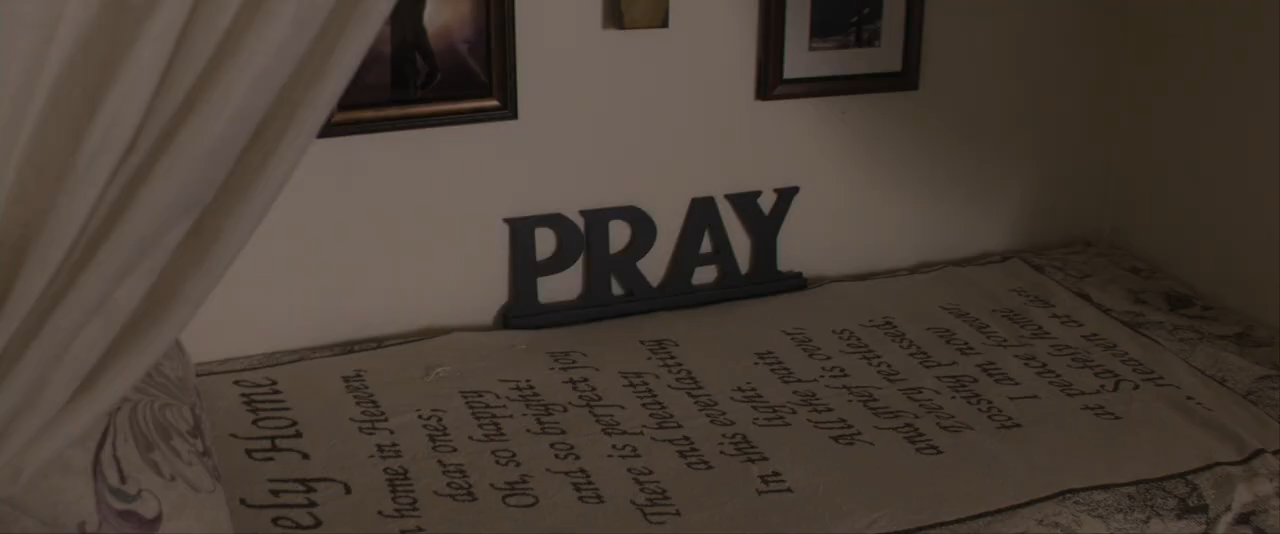 PRAY
ely Home
home in Heaven,
dear ones;
Oh, so happy
and so bright!
There is perfect joy
and beauty
In this everlasting
light.
All the pain
and grief is over,
Every restless
tossing passed;
I am now
at peace forever,
Safely home
Heaven at last.